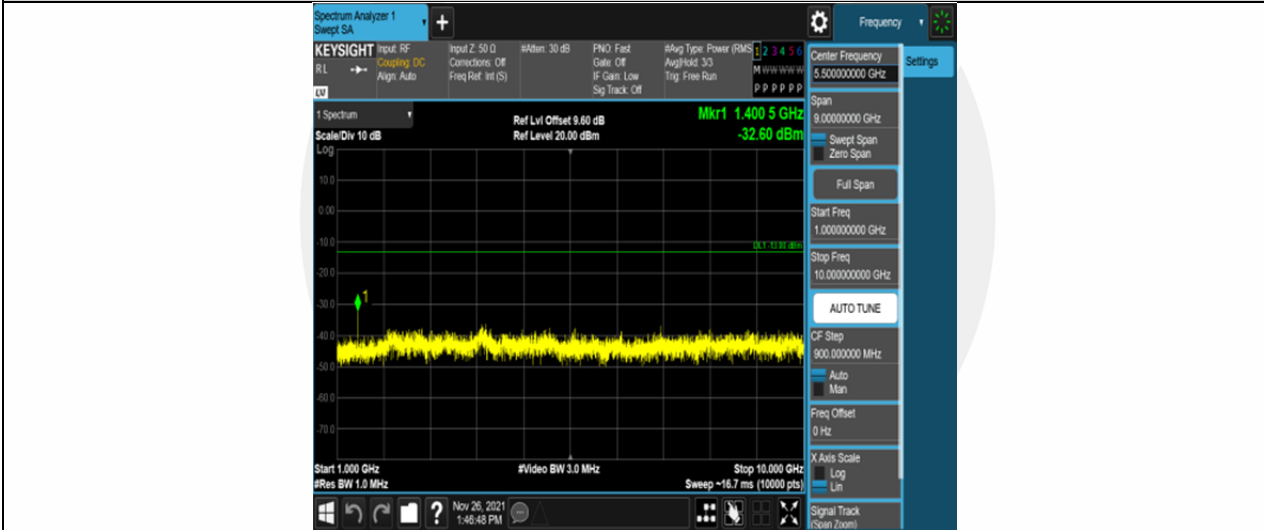 Spectrum Analyzer 1
Swept SA
+
Frequency
KEYSIGHT
Input: RF
Coupling: DC
Align: Auto
Input Z: 50 Ω
Corrections: Off
Freq Ref: Int (S)
#Atten: 30 dB
PNO: Fast
Gate: Off
IF Gain: Low
Sig Track: Off
#Avg Type: Power (RMS
Avg|Hold: 3/3
Trig: Free Run
1 2 3 4 5 6
M W W W W W
P P P P P P
RL
LV
1 Spectrum
Scale/Div 10 dB
Log
Ref Lvl Offset 9.60 dB
Ref Level 20.00 dBm
Mkr1 1.400 5 GHz
-32.60 dBm
10.0
0.00
-10.0
DL1 -13.00 dBm
-20.0
-30.0
1
-40.0
-50.0
-60.0
-70.0
Start 1.000 GHz
#Res BW 1.0 MHz
#Video BW 3.0 MHz
Stop 10.000 GHz
Sweep ~16.7 ms (10000 pts)
Nov 26, 2021
1:46:48 PM
?
Center Frequency
5.500000000 GHz
Settings
Span
9.00000000 GHz
Swept Span
Zero Span
Full Span
Start Freq
1.000000000 GHz
Stop Freq
10.000000000 GHz
AUTO TUNE
CF Step
900.000000 MHz
Auto
Man
Freq Offset
0 Hz
X Axis Scale
Log
Lin
Signal Track
(Span Zoom)